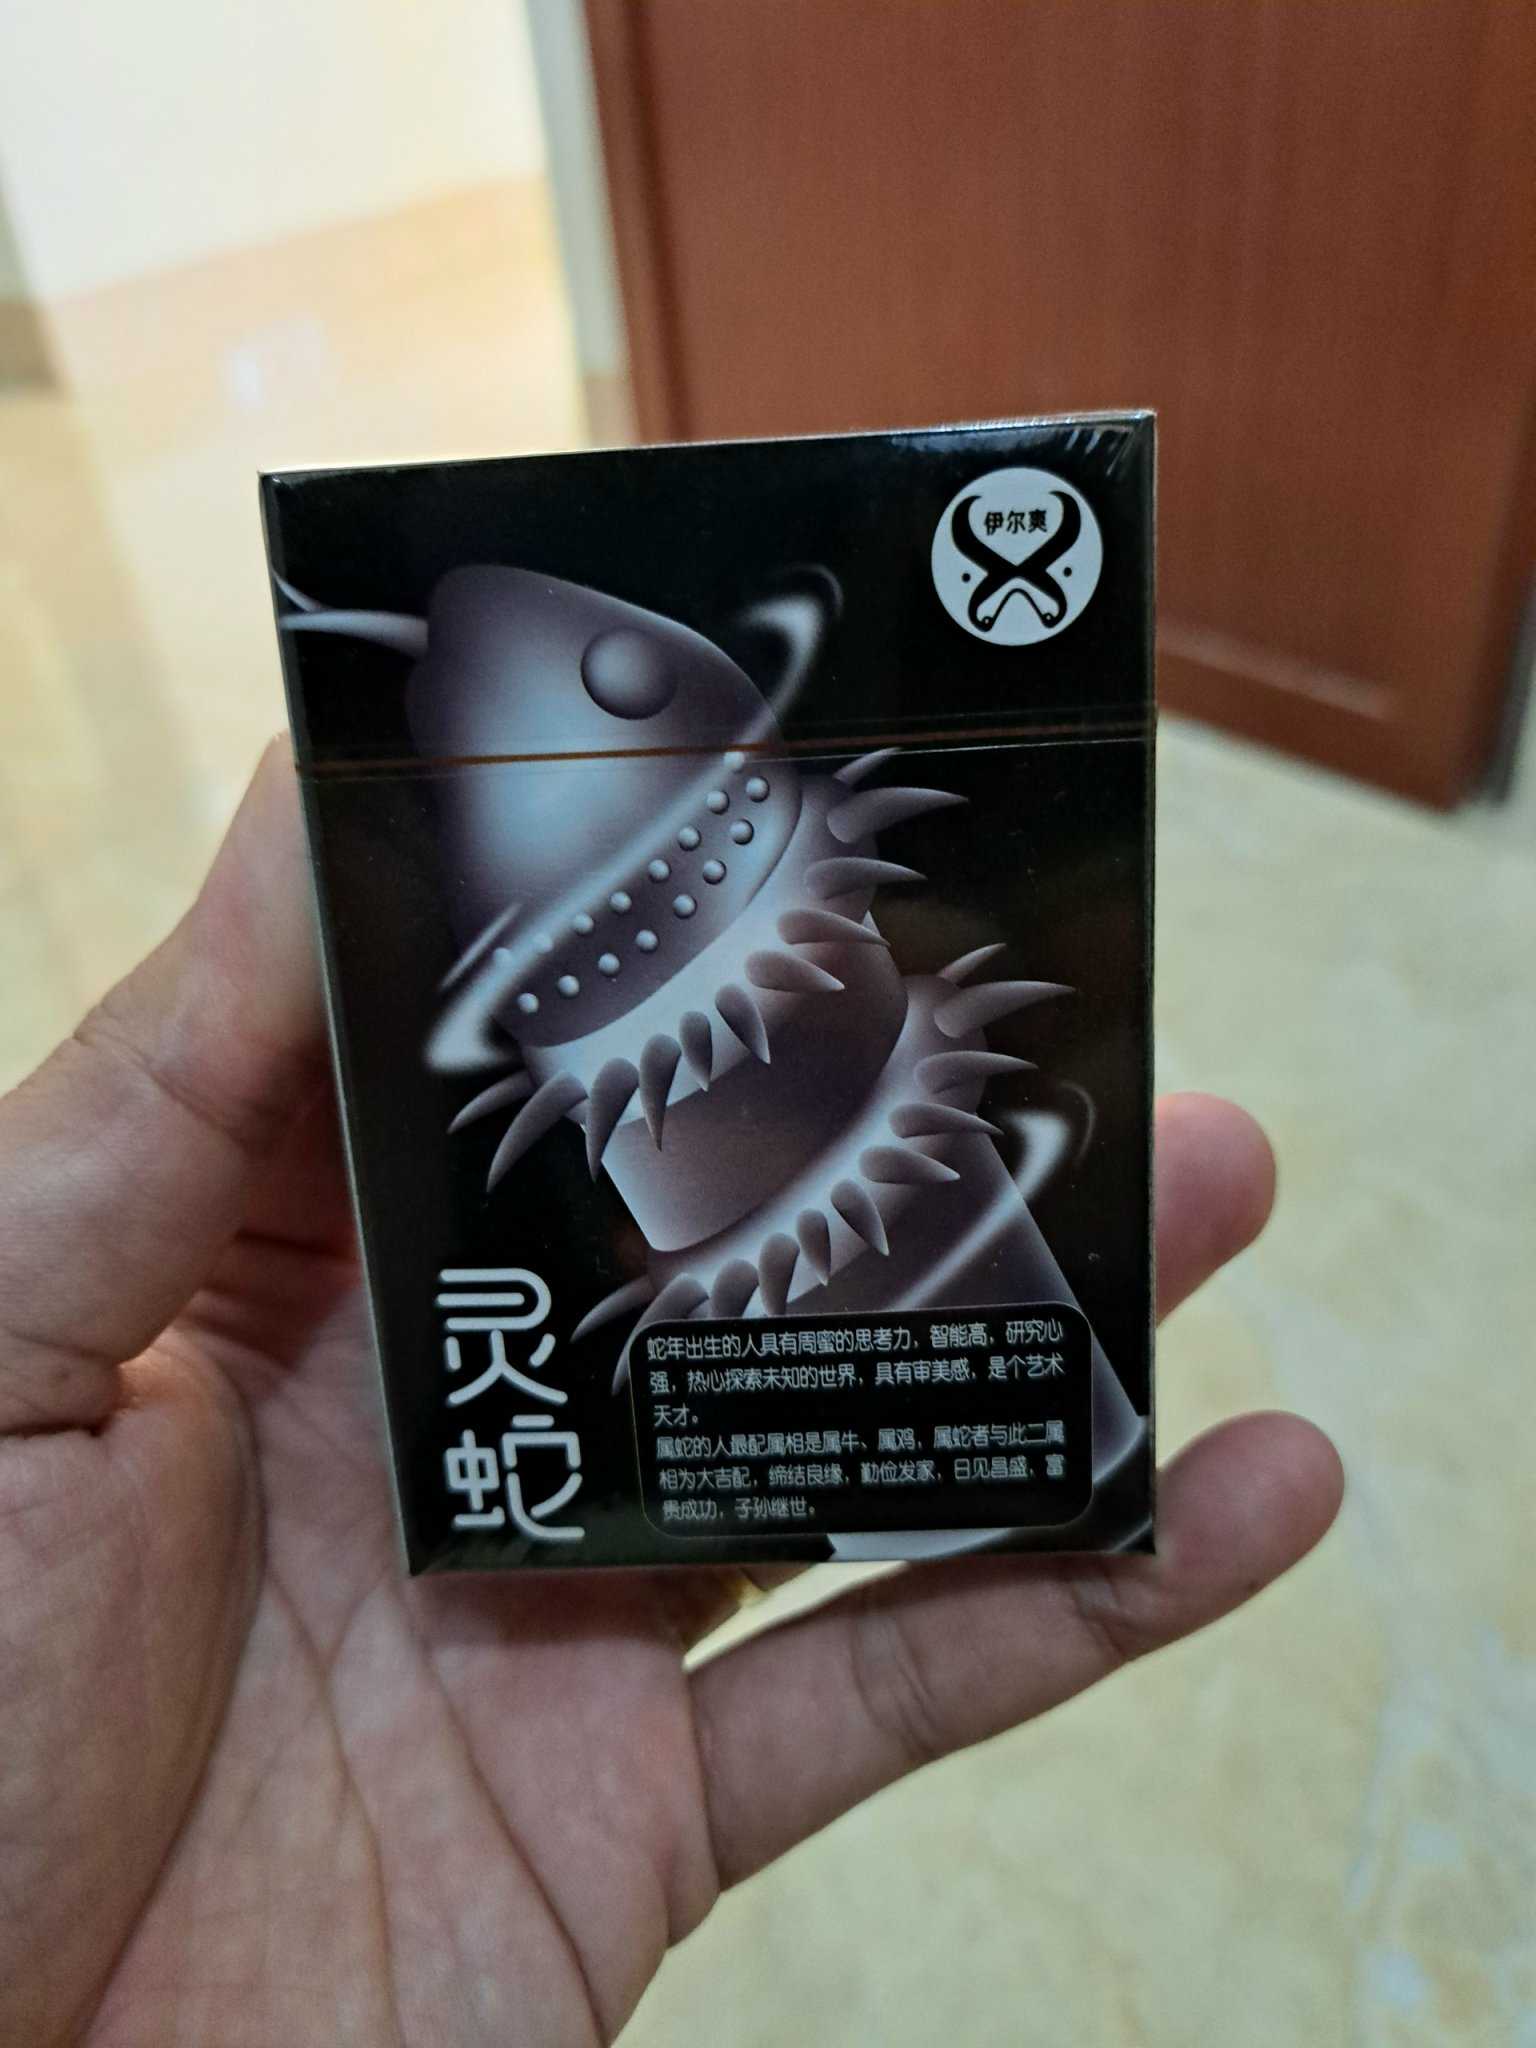 伊尔爽
灵蛇
蛇年出生的人具有周蜜的思考力，智能高，研究心
强，热心探索未知的世界，具有审美感，是个艺术
天才。
属蛇的人最配属相是属牛、属鸡，属蛇者与此二属
相为大吉配，缔结良缘，勤俭发家，日见昌盛，富
贵成功，子孙继世。